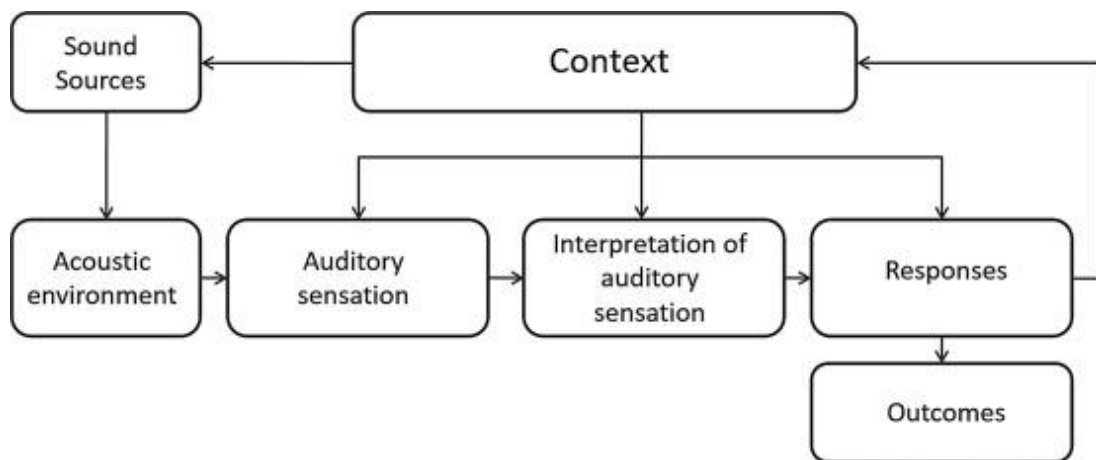 Sound
Sources
Context
Acoustic
environment
Auditory
sensation
Interpretation of
auditory
sensation
Responses
Outcomes